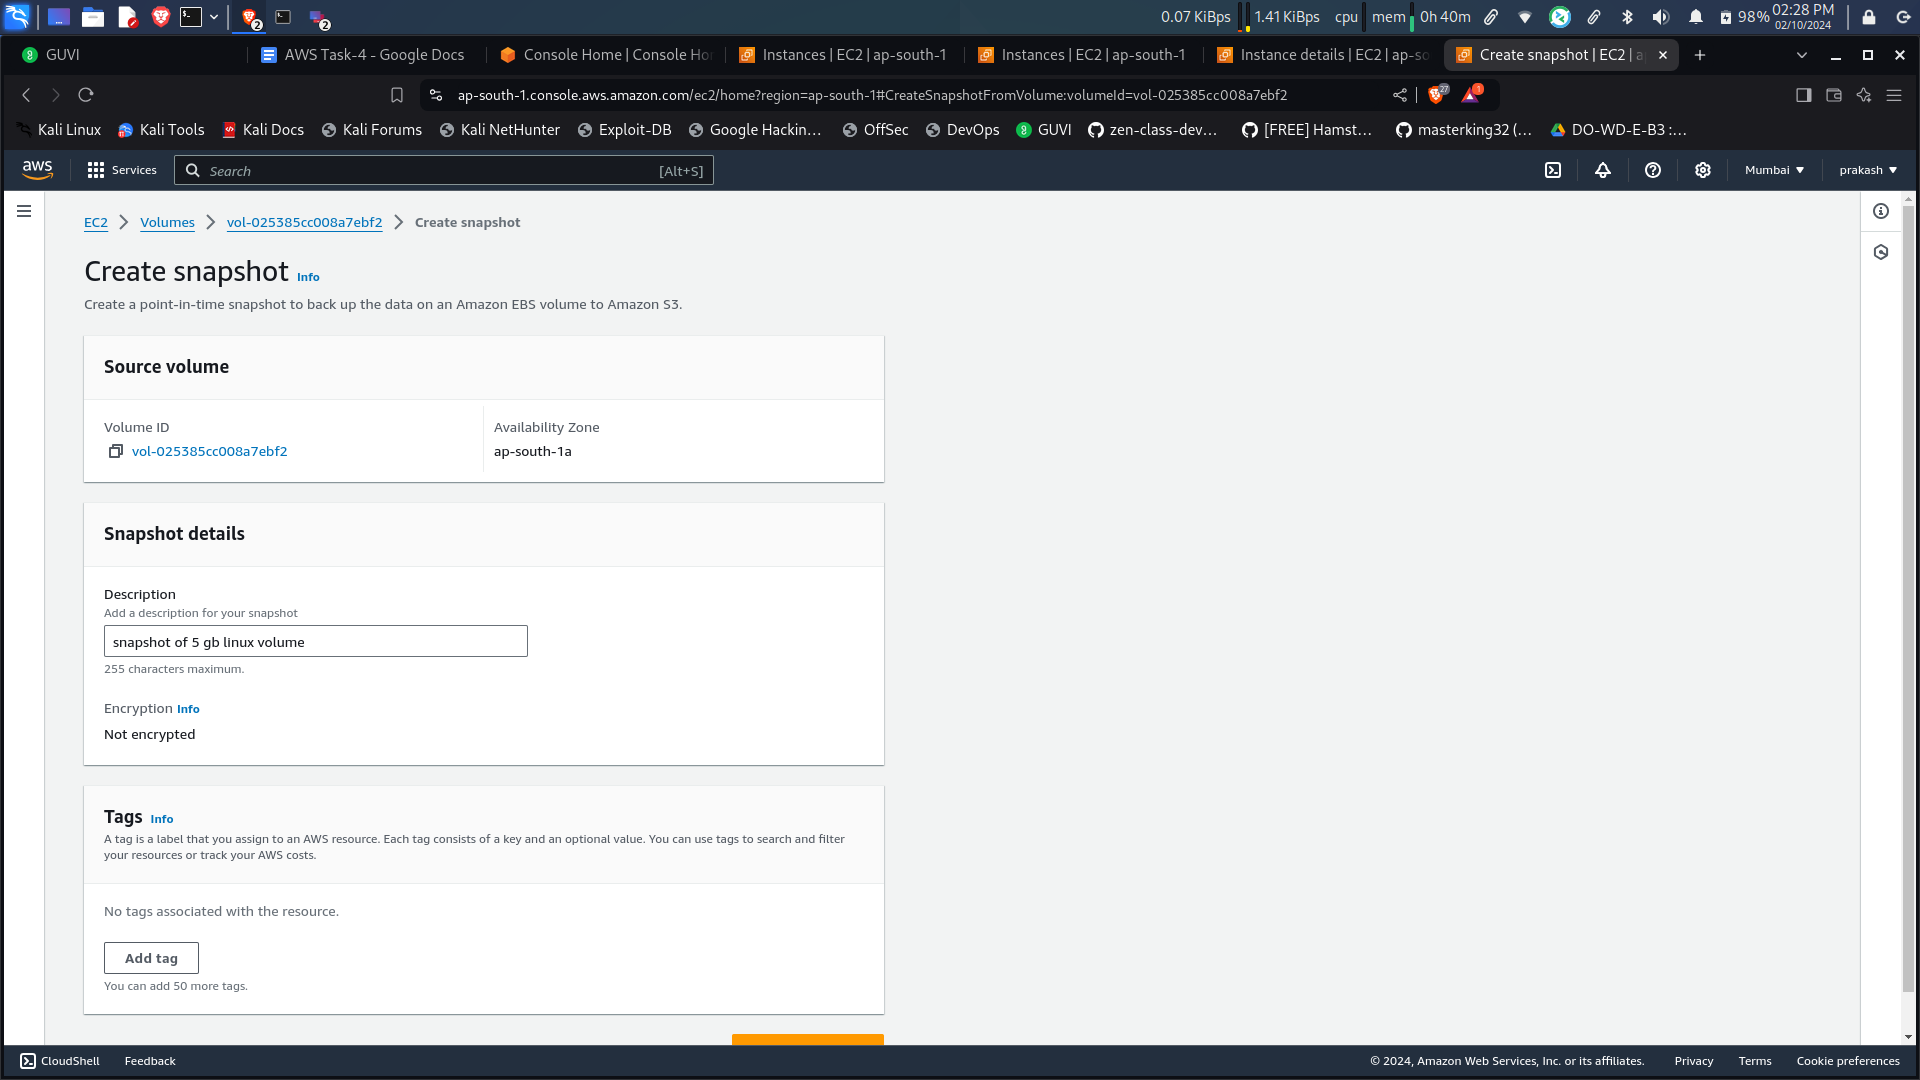 0.07 KiBps 1.41 KiBps cpu mem 0h 40m 98% 02:28 PM
02/10/2024
GUVI
AWS Task-4 - Google Docs
Console Home | Console Ho
Instances | EC2 | ap-south-1
Instances | EC2 | ap-south-1
Instance details | EC2 | ap-so
Create snapshot | EC2 | a
ap-south-1.console.aws.amazon.com/ec2/home?region=ap-south-1#CreateSnapshotFromVolume:volumeId=vol-025385cc008a7ebf2
27
1
Kali Linux Kali Tools Kali Docs Kali Forums Kali NetHunter Exploit-DB Google Hackin... OffSec DevOps GUVI zen-class-dev... [FREE] Hamst... masterking32 (... DO-WD-E-B3 :...
aws Services Search [Alt+S] Mumbai prakash
EC2 Volumes vol-025385cc008a7ebf2 Create snapshot
Create snapshot Info
Create a point-in-time snapshot to back up the data on an Amazon EBS volume to Amazon S3.
Source volume
Volume ID
vol-025385cc008a7ebf2
Availability Zone
ap-south-1a
Snapshot details
Description
Add a description for your snapshot
snapshot of 5 gb linux volume
255 characters maximum.
Encryption Info
Not encrypted
Tags Info
A tag is a label that you assign to an AWS resource. Each tag consists of a key and an optional value. You can use tags to search and filter
your resources or track your AWS costs.
No tags associated with the resource.
Add tag
You can add 50 more tags.
CloudShell Feedback © 2024, Amazon Web Services, Inc. or its affiliates. Privacy Terms Cookie preferences